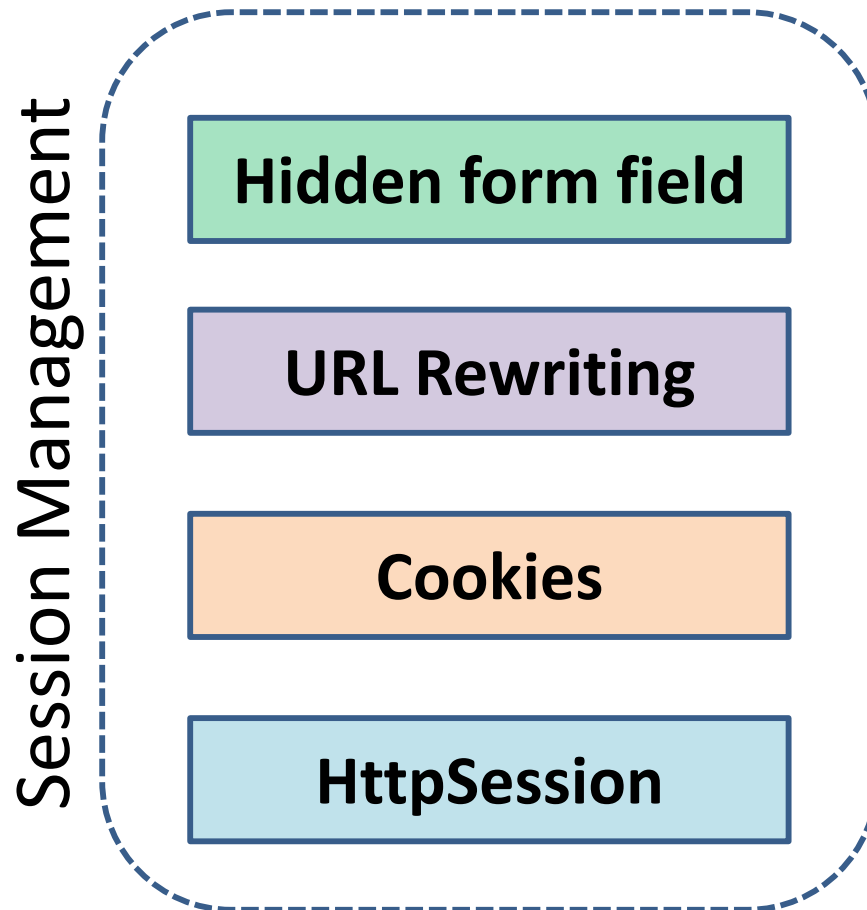 Session Management
Hidden form field
URL Rewriting
Cookies
HttpSession